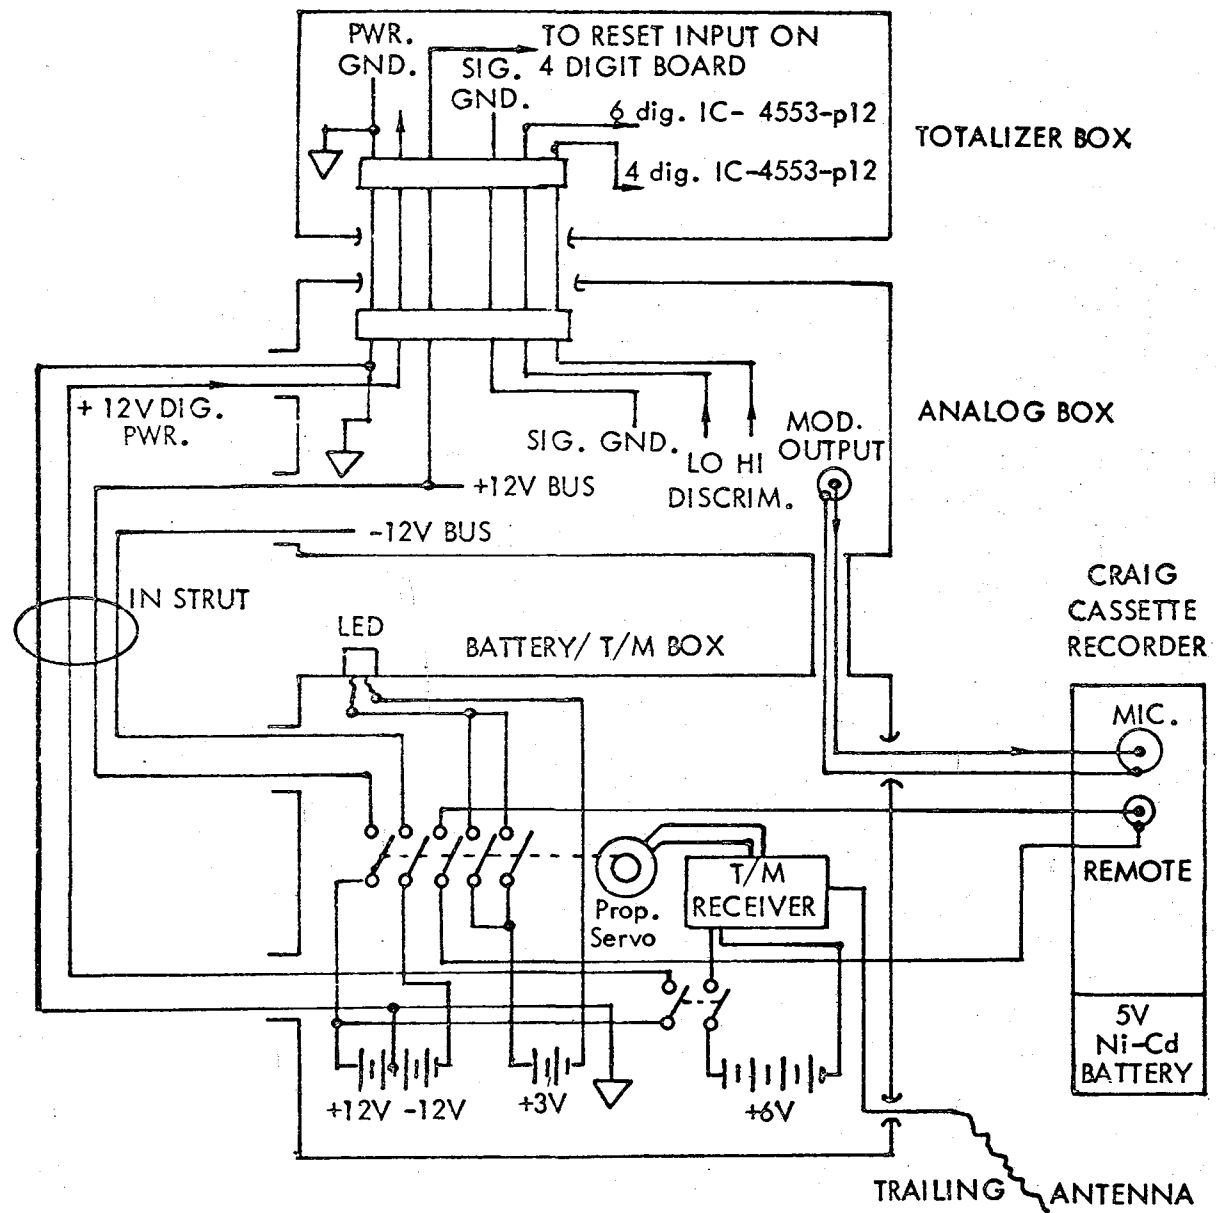 PWR.
GND.
TO RESET INPUT ON
4 DIGIT BOARD
SIG.
GND.
6 dig. IC- 4553-p12
4 dig. IC-4553-p12
TOTALIZER BOX
+ 12V DIG.
PWR.
SIG. GND.
LO HI
DISCRIM.
MOD.
OUTPUT
ANALOG BOX
+12V BUS
-12V BUS
IN STRUT
LED
BATTERY/ T/M BOX
CRAIG
CASSETTE
RECORDER
MIC.
REMOTE
Prop.
Servo
T/M
RECEIVER
5V
Ni-Cd
BATTERY
+12V -12V
+3V
+6V
TRAILING ANTENNA